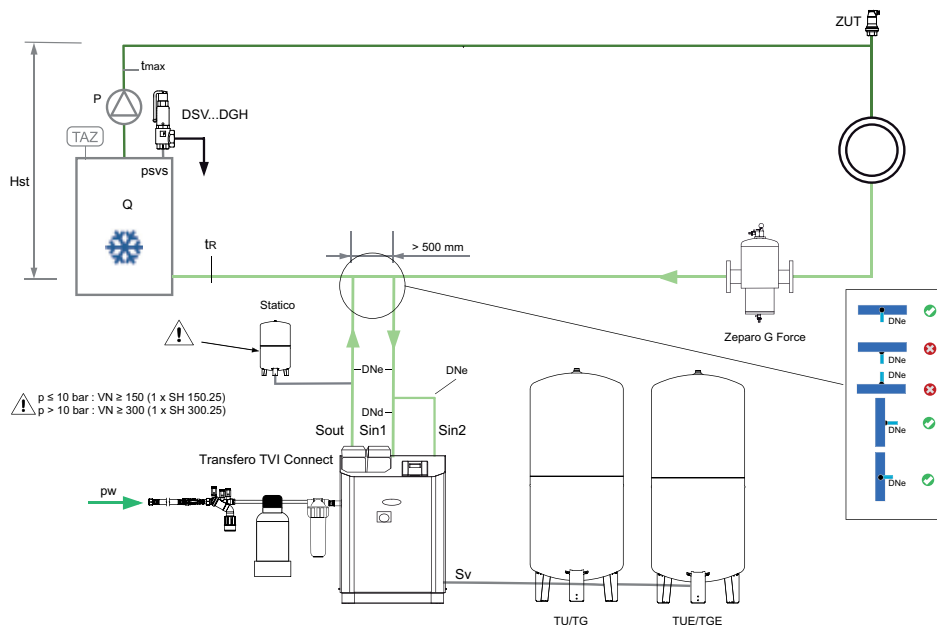 ZUT
tmax
P
DSV...DGH
TAZ
psvs
Hst
Q
tR
> 500 mm
Statico
Zeparo G Force
DNe
DNe
DNe
DNe
DNe
DNe
DNe
p ≤ 10 bar : VN ≥ 150 (1 x SH 150.25)
p > 10 bar : VN ≥ 300 (1 x SH 300.25)
DNd
Sout
Sin1
Sin2
Transfero TVI Connect
pw
Sv
TU/TG
TUE/TGE